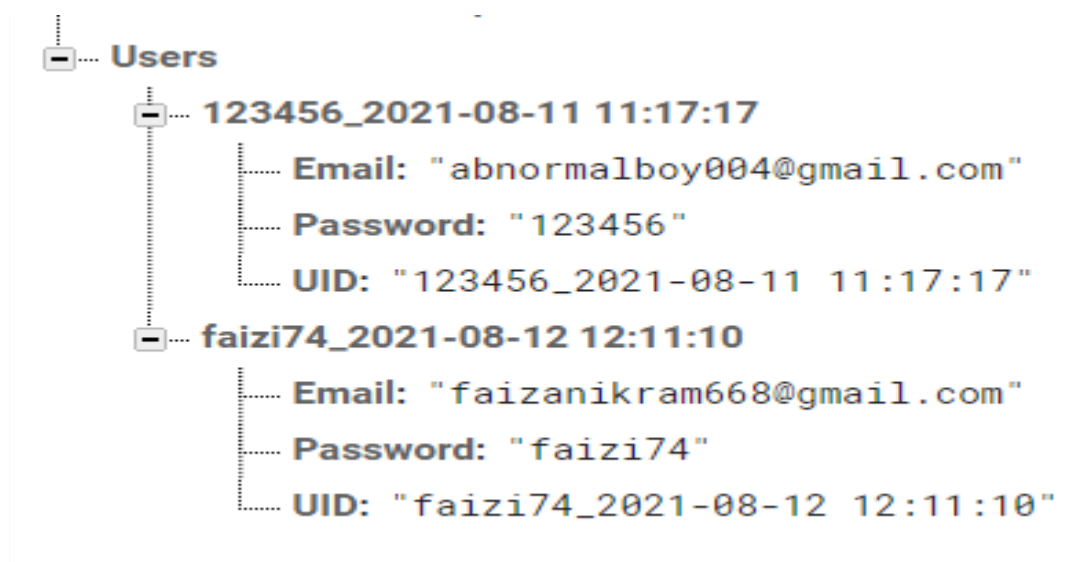 Users
123456_2021-08-11 11:17:17
Email: "abnormalboy004@gmail.com"
Password: "123456"
UID: "123456_2021-08-11 11:17:17"
faizi74_2021-08-12 12:11:10
Email: "faizanikram668@gmail.com"
Password: "faizi74"
UID: "faizi74_2021-08-12 12:11:10"